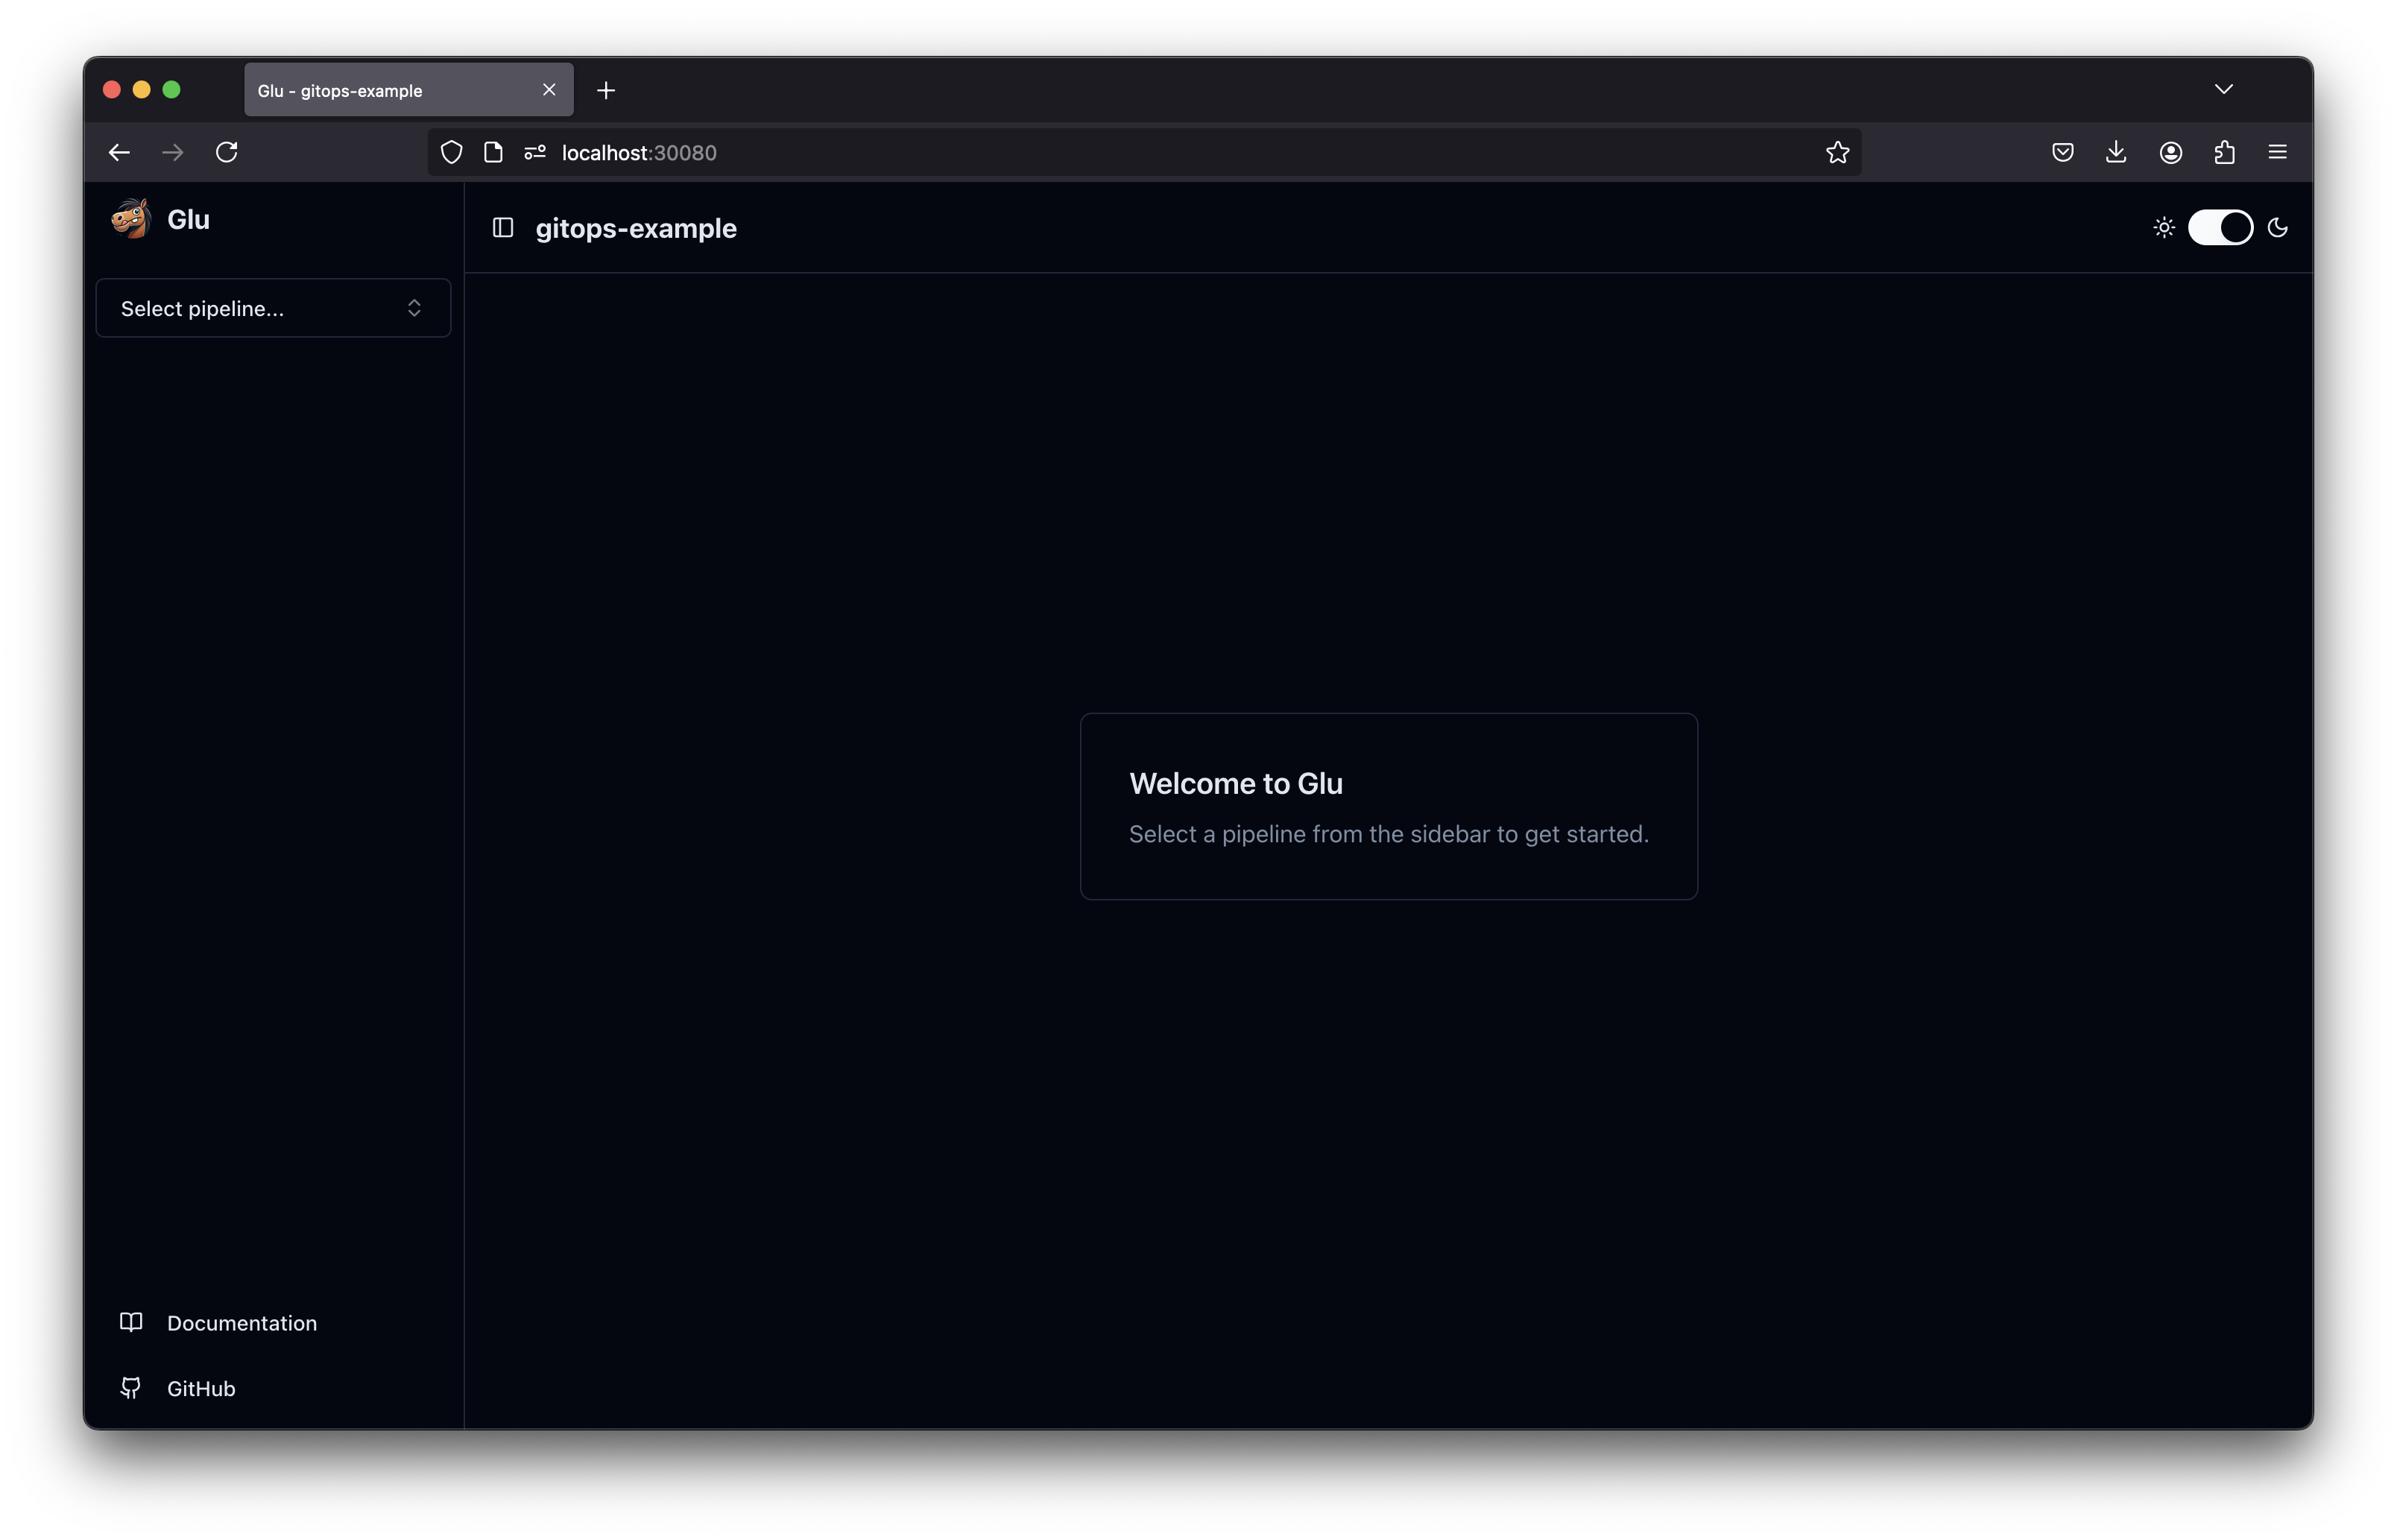 Glu - gitops-example
localhost:30080
Glu
gitops-example
Select pipeline...
Welcome to Glu
Select a pipeline from the sidebar to get started.
Documentation
GitHub